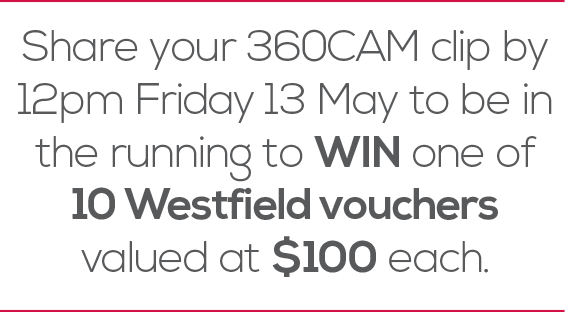 Share your 360CAM clip by
12pm Friday 13 May to be in
the running to WIN one of
10 Westfield vouchers
valued at $100 each.